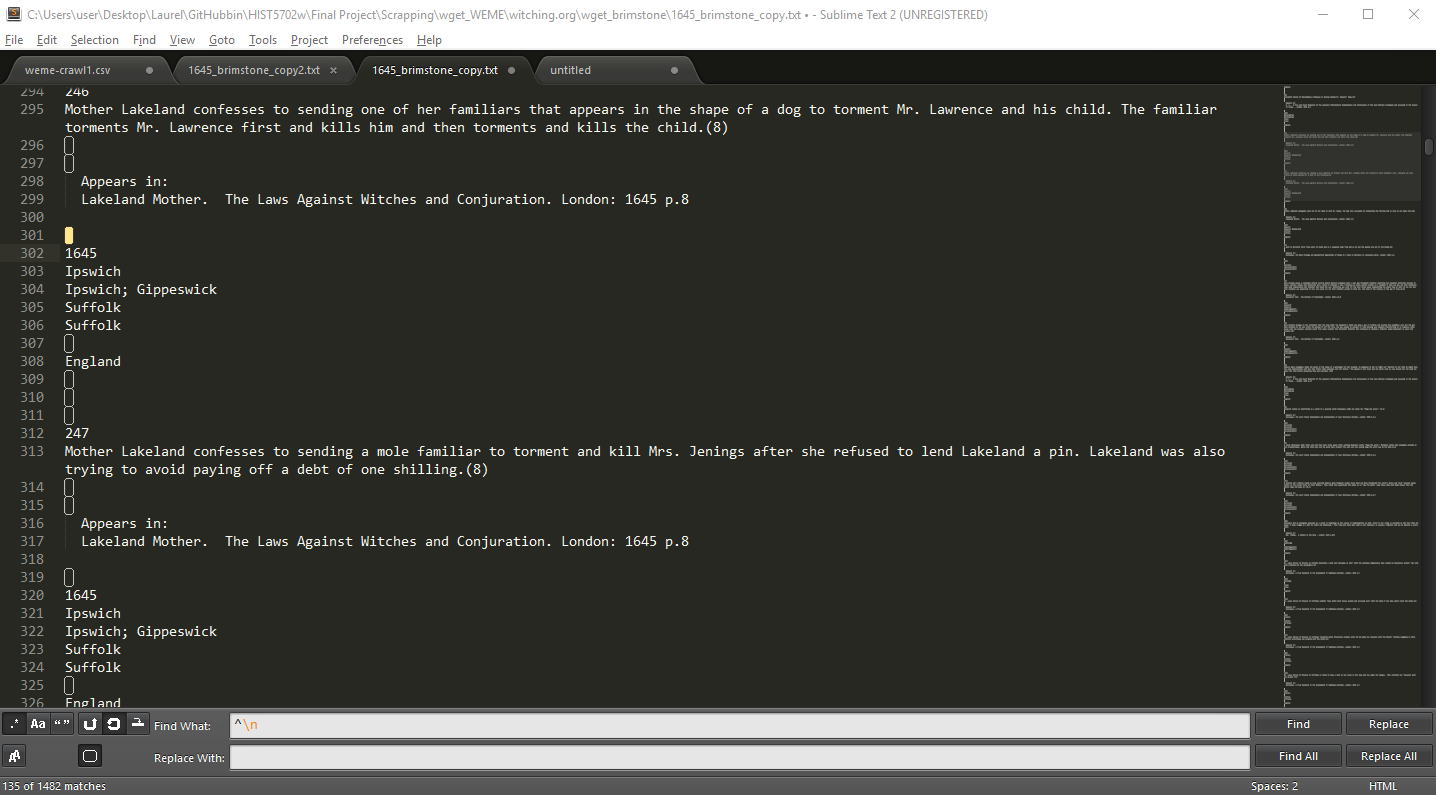 C:\Users\user\Desktop\Laurel\GitHubbin\HIST5702w\Final Project\Scrapping\wget_WEME\witching.org\wget_brimstone\1645_brimstone_copy.txt • - Sublime Text 2 (UNREGISTERED)
File Edit Selection Find View Goto Tools Project Preferences Help
weme-crawl1.csv 1645_brimstone_copy2.txt × 1645_brimstone_copy.txt untitled
294 246
295 Mother Lakeland confesses to sending one of her familiars that appears in the shape of a dog to torment Mr. Lawrence and his child. The familiar
torments Mr. Lawrence first and kills him and then torments and kills the child.(8)
296
297
298 Appears in:
299 Lakeland Mother.  The Laws Against Witches and Conjuration. London: 1645 p.8
300
301
302 1645
303 Ipswich
304 Ipswich; Gippeswick
305 Suffolk
306 Suffolk
307
308 England
309
310
311
312 247
313 Mother Lakeland confesses to sending a mole familiar to torment and kill Mrs. Jenings after she refused to lend Lakeland a pin. Lakeland was also
trying to avoid paying off a debt of one shilling.(8)
314
315
316 Appears in:
317 Lakeland Mother.  The Laws Against Witches and Conjuration. London: 1645 p.8
318
319
320 1645
321 Ipswich
322 Ipswich; Gippeswick
323 Suffolk
324 Suffolk
325
326 England
.* Aa “” Find What: ^\n Find Replace
Replace With: Find All Replace All
135 of 1482 matches Spaces: 2 HTML